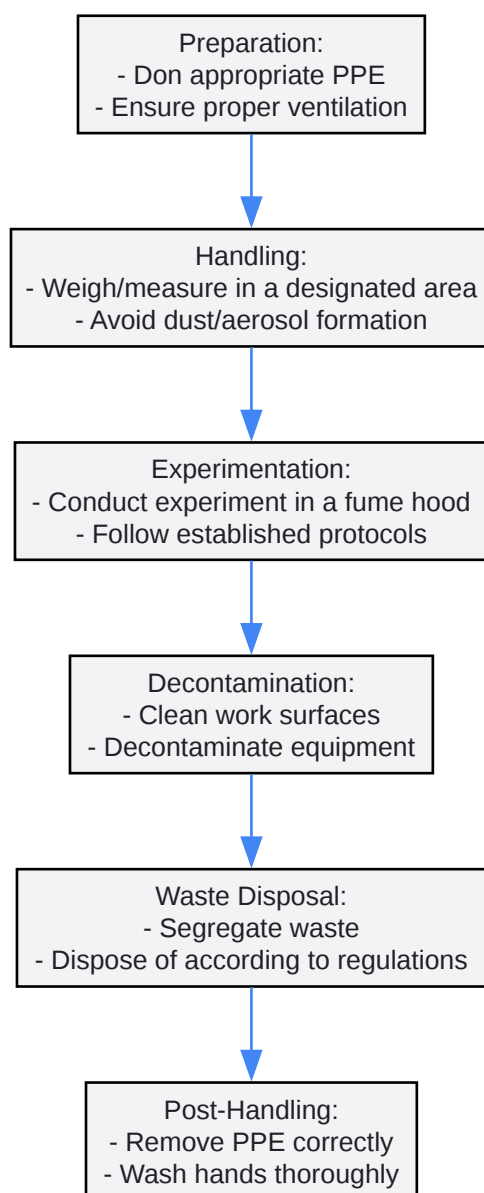 Preparation:
- Don appropriate PPE
- Ensure proper ventilation
Handling:
- Weigh/measure in a designated area
- Avoid dust/aerosol formation
Experimentation:
- Conduct experiment in a fume hood
- Follow established protocols
Decontamination:
- Clean work surfaces
- Decontaminate equipment
Waste Disposal:
- Segregate waste
- Dispose of according to regulations
Post-Handling:
- Remove PPE correctly
- Wash hands thoroughly